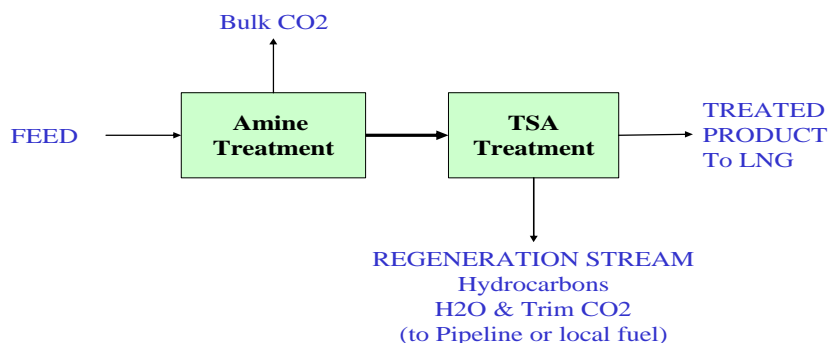 Bulk CO2
FEED
Amine
Treatment
TSA
Treatment
TREATED
PRODUCT
To LNG
REGENERATION STREAM
Hydrocarbons
H2O & Trim CO2
(to Pipeline or local fuel)